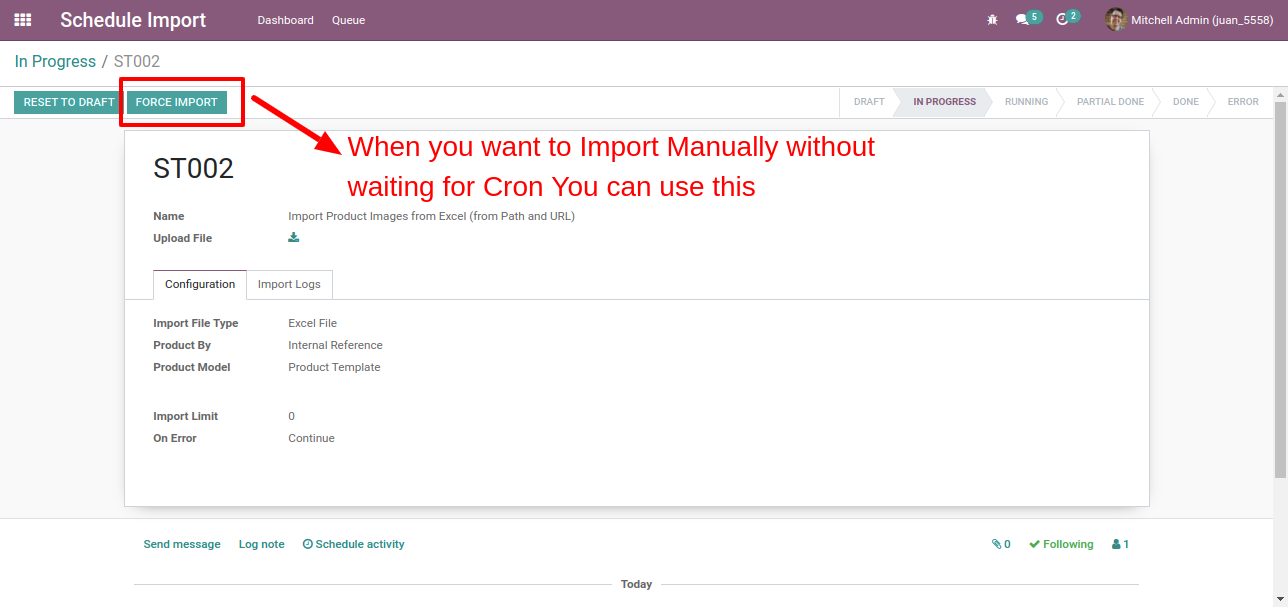 Schedule Import Dashboard Queue 5 2 Mitchell Admin (juan_5558)
In Progress / ST002
RESET TO DRAFT FORCE IMPORT DRAFT IN PROGRESS RUNNING PARTIAL DONE DONE ERROR
When you want to Import Manually without
waiting for Cron You can use this
ST002
Name Import Product Images from Excel (from Path and URL)
Upload File
Configuration Import Logs
Import File Type Excel File
Product By Internal Reference
Product Model Product Template
Import Limit 0
On Error Continue
Send message Log note Schedule activity 0 Following 1
Today